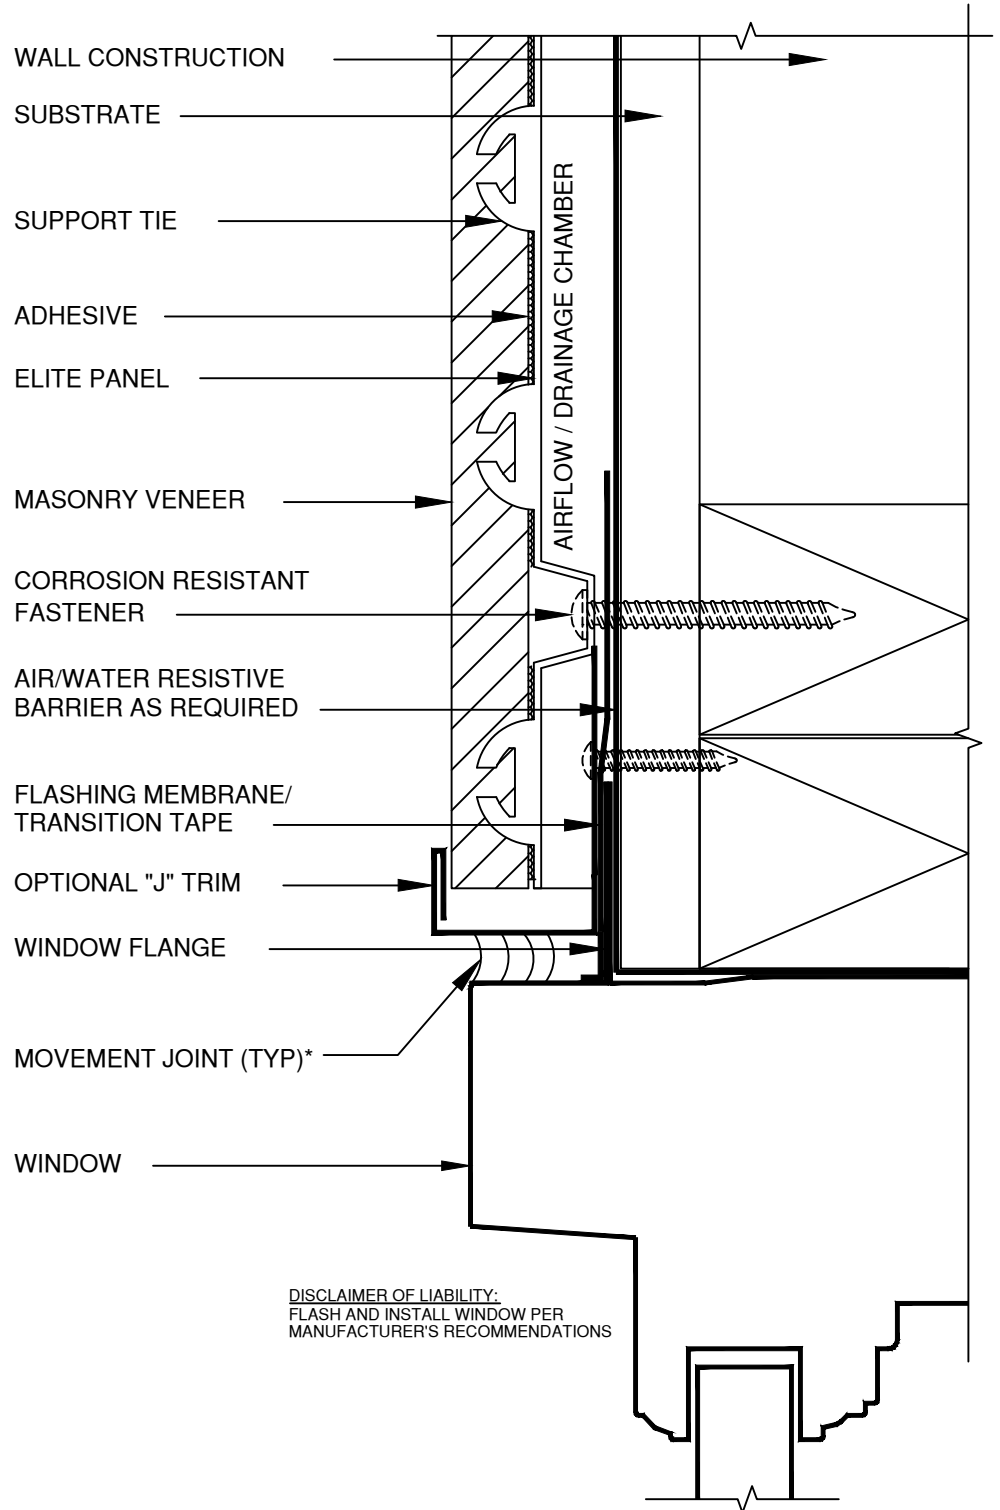 WALL CONSTRUCTION
SUBSTRATE
SUPPORT TIE
ADHESIVE
ELITE PANEL
AIRFLOW / DRAINAGE CHAMBER
MASONRY VENEER
CORROSION RESISTANT
FASTENER
AIR/WATER RESISTIVE
BARRIER AS REQUIRED
FLASHING MEMBRANE/
TRANSITION TAPE
OPTIONAL "J" TRIM
WINDOW FLANGE
MOVEMENT JOINT (TYP)*
WINDOW
DISCLAIMER OF LIABILITY:
FLASH AND INSTALL WINDOW PER
MANUFACTURER'S RECOMMENDATIONS